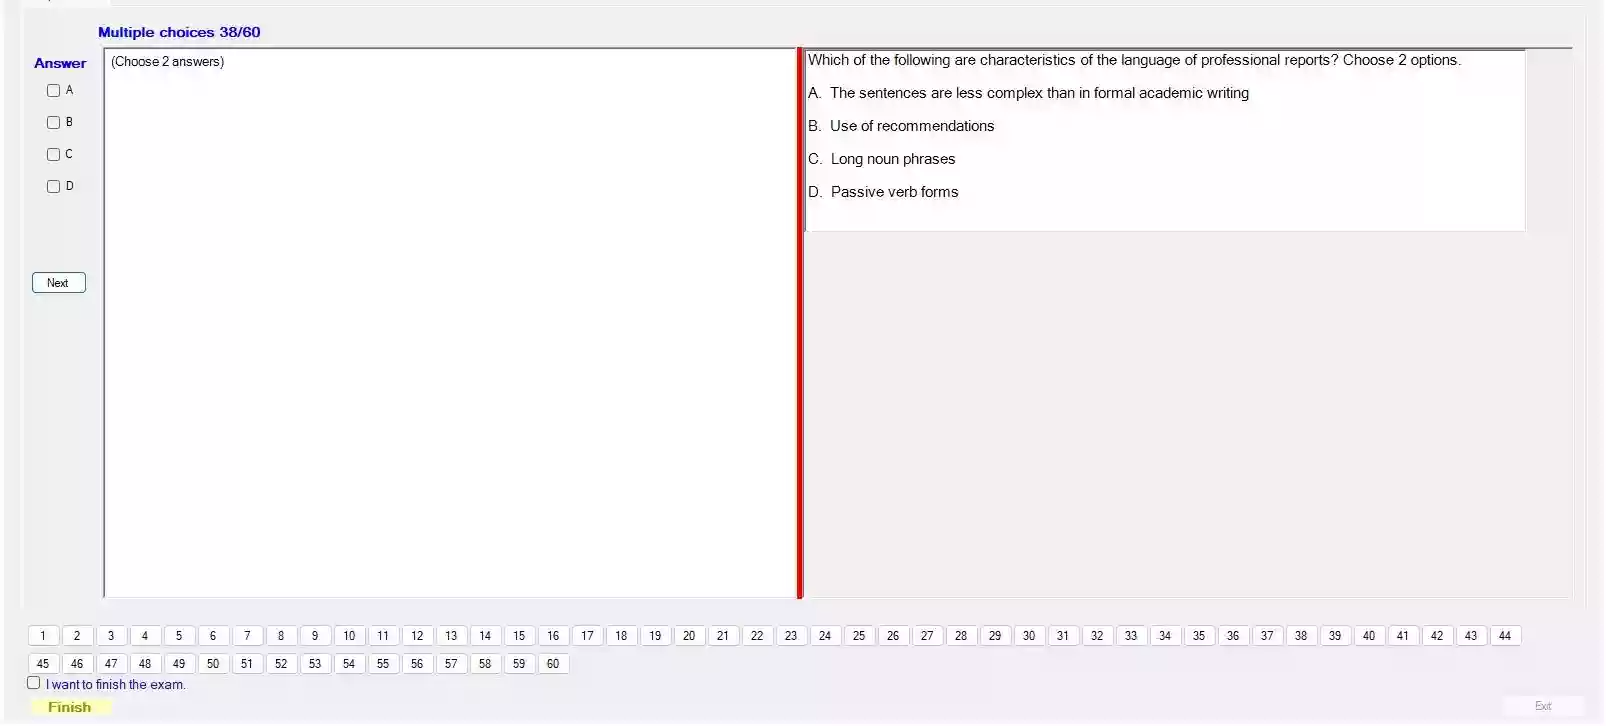 Multiple choices 38/60
Answer
A
B
C
D
Next
(Choose 2 answers)
Which of the following are characteristics of the language of professional reports? Choose 2 options.
A. The sentences are less complex than in formal academic writing
B. Use of recommendations
C. Long noun phrases
D. Passive verb forms
1 2 3 4 5 6 7 8 9 10 11 12 13 14 15 16 17 18 19 20 21 22 23 24 25 26 27 28 29 30 31 32 33 34 35 36 37 38 39 40 41 42 43 44
45 46 47 48 49 50 51 52 53 54 55 56 57 58 59 60
I want to finish the exam.
Finish
Exit